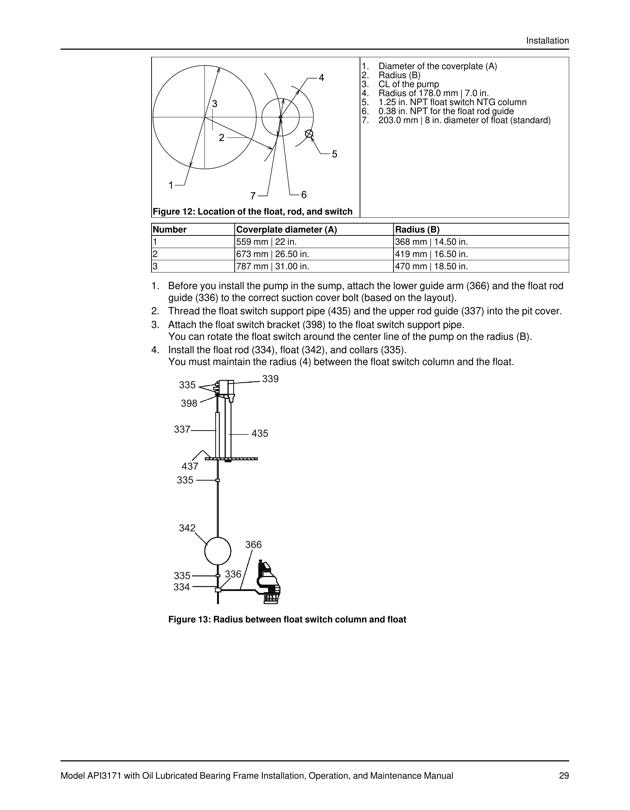 Installation
4
3
2
5
1
7
6
1. Diameter of the coverplate (A)
2. Radius (B)
3. CL of the pump
4. Radius of 178.0 mm | 7.0 in.
5. 1.25 in. NPT float switch NTG column
6. 0.38 in. NPT for the float rod guide
7. 203.0 mm | 8 in. diameter of float (standard)
Figure 12: Location of the float, rod, and switch
Number Coverplate diameter (A) Radius (B)
1 559 mm | 22 in. 368 mm | 14.50 in.
2 673 mm | 26.50 in. 419 mm | 16.50 in.
3 787 mm | 31.00 in. 470 mm | 18.50 in.
1. Before you install the pump in the sump, attach the lower guide arm (366) and the float rod
guide (336) to the correct suction cover bolt (based on the layout).
2. Thread the float switch support pipe (435) and the upper rod guide (337) into the pit cover.
3. Attach the float switch bracket (398) to the float switch support pipe.
You can rotate the float switch around the center line of the pump on the radius (B).
4. Install the float rod (334), float (342), and collars (335).
You must maintain the radius (4) between the float switch column and the float.
335
339
398
337
435
437
335
342
366
335
336
334
Figure 13: Radius between float switch column and float
Model API3171 with Oil Lubricated Bearing Frame Installation, Operation, and Maintenance Manual 29